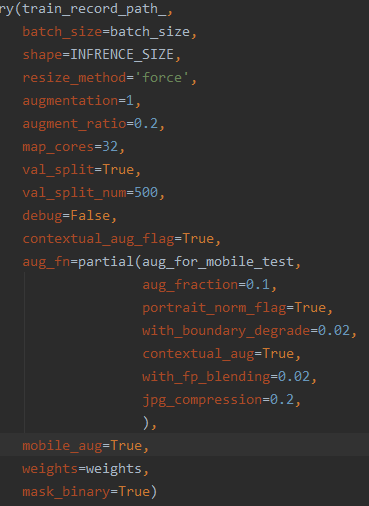 ry(train_record_path_,
batch_size=batch_size,
shape=INFRENCE_SIZE,
resize_method='force',
augmentation=1,
augment_ratio=0.2,
map_cores=32,
val_split=True,
val_split_num=500,
debug=False,
contextual_aug_flag=True,
aug_fn=partial(aug_for_mobile_test,
aug_fraction=0.1,
portrait_norm_flag=True,
with_boundary_degrade=0.02,
contextual_aug=True,
with_fp_blending=0.02,
jpg_compression=0.2,
),
mobile_aug=True,
weights=weights,
mask_binary=True)